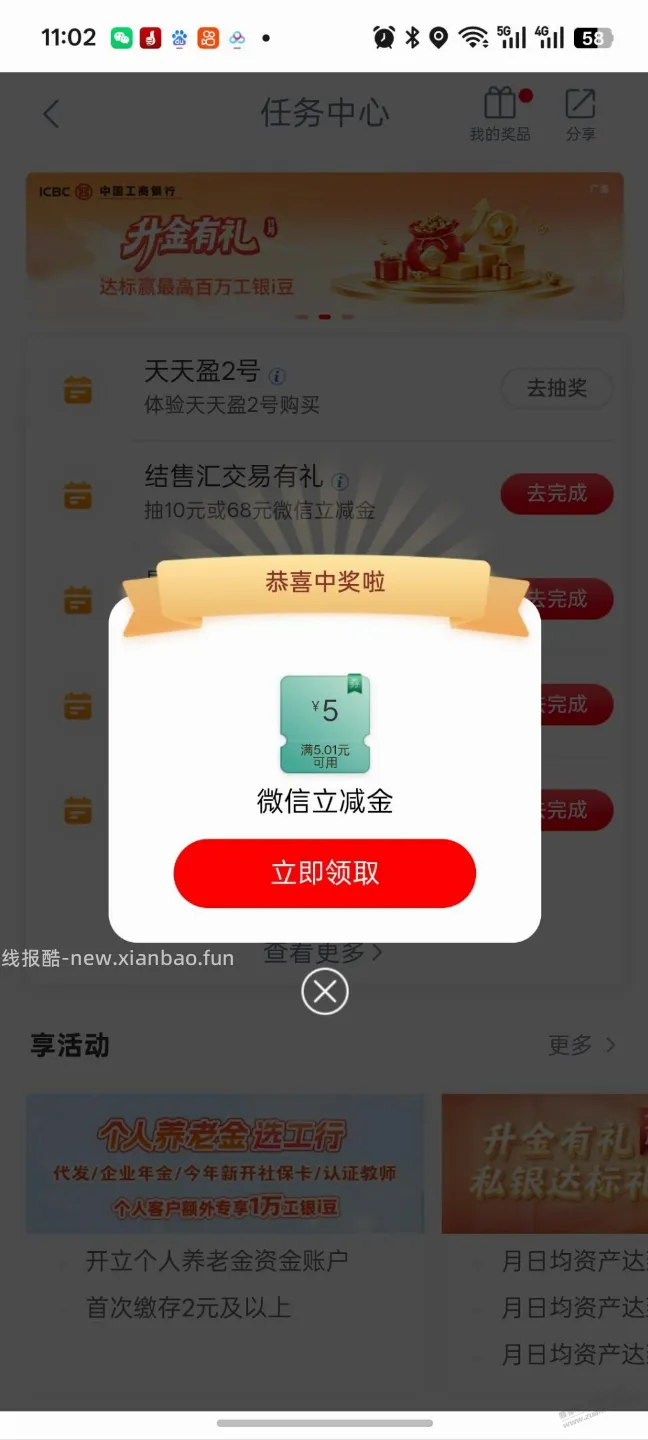 11:02
5G
4G
58
任务中心
我的奖品
分享
ICBC 中国工商银行
升金有礼
达标赢最高百万工银i豆
天天盈2号
体验天天盈2号购买
去抽奖
结售汇交易有礼
抽10元或68元微信立减金
去完成
恭喜中奖啦
去完成
¥5
满5.01元
可用
去完成
微信立减金
去完成
立即领取
查看更多
线报酷-new.xianbao.fun
享活动
更多
个人养老金选工行
代发/企业年金/今年新开社保卡/认证教师
个人客户额外专享1万工银i豆
升金有礼
私银达标礼
开立个人养老金资金账户
首次缴存2元及以上
月日均资产达
月日均资产达
月日均资产达